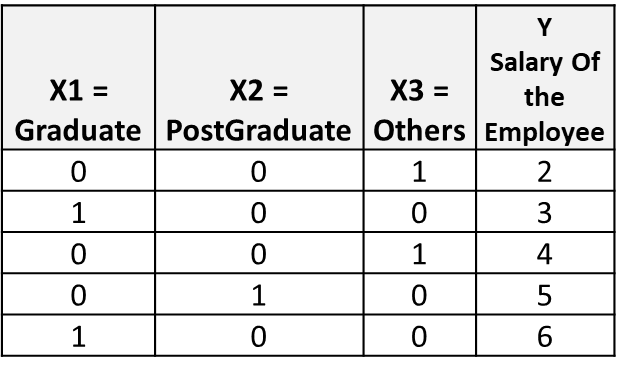 X1 = Graduate X2 = PostGraduate X3 = Others Y Salary Of the Employee
0 0 1 2
1 0 0 3
0 0 1 4
0 1 0 5
1 0 0 6